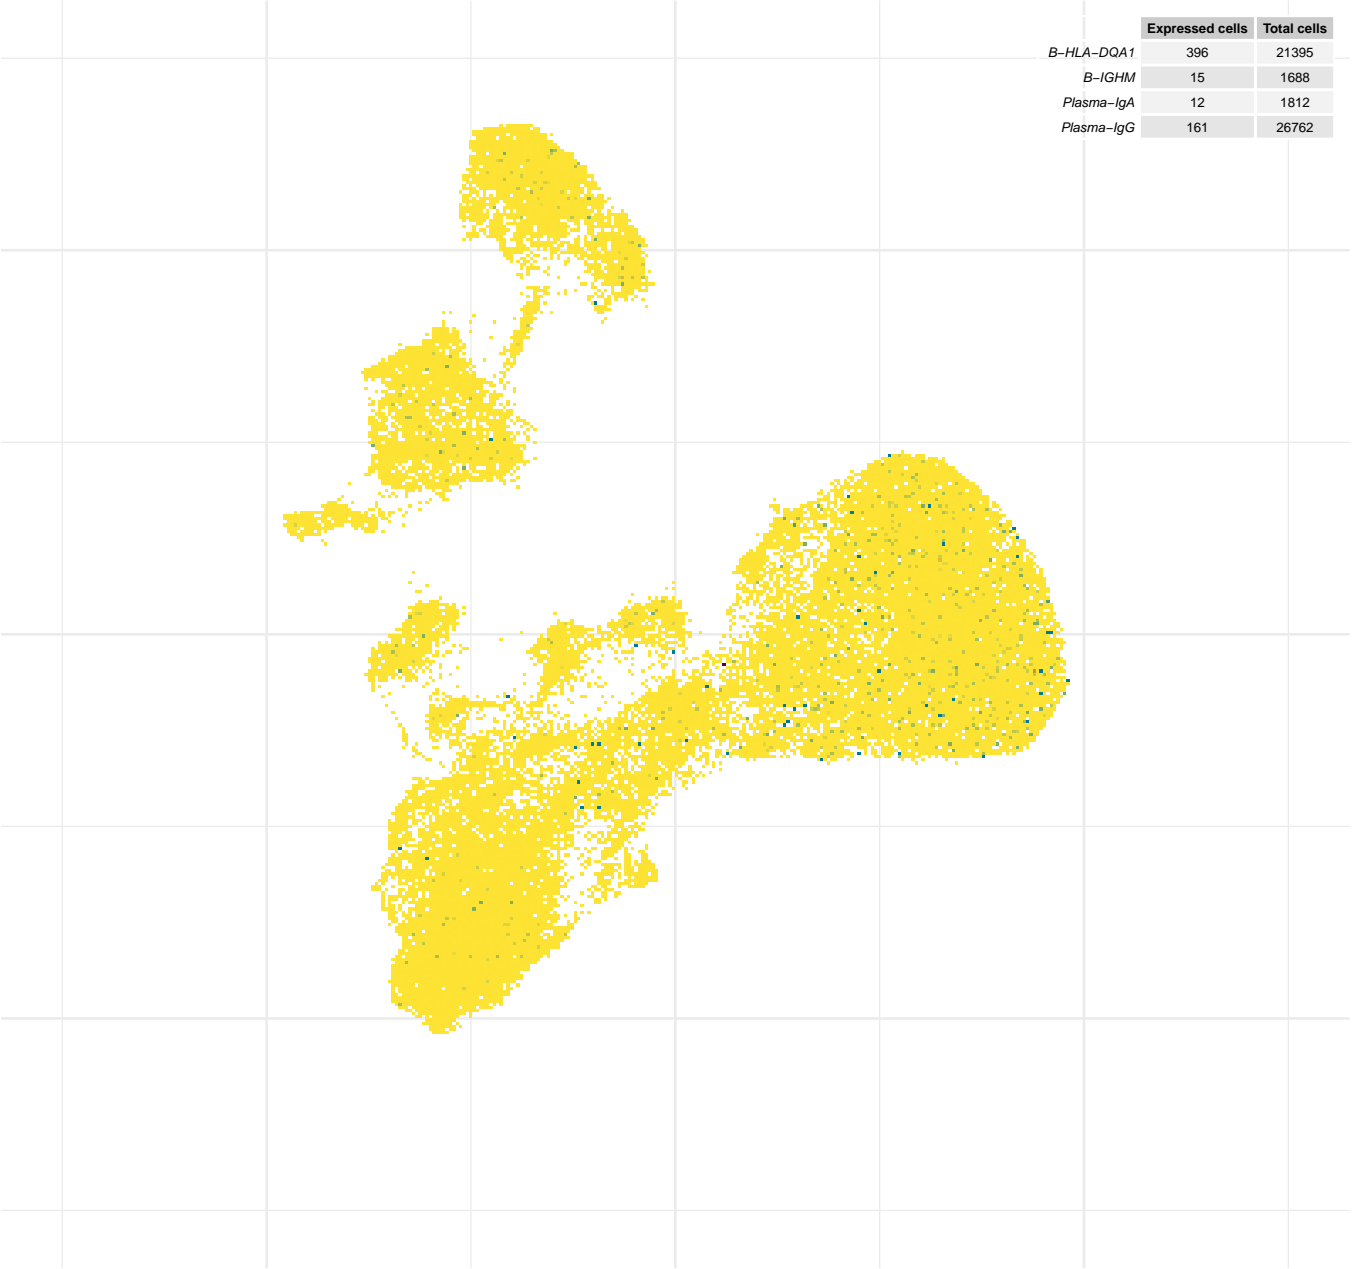 Expressed cells Total cells
B−HLA−DQA1 396 21395
B−IGHM 15 1688
Plasma−IgA 12 1812
Plasma−IgG 161 26762